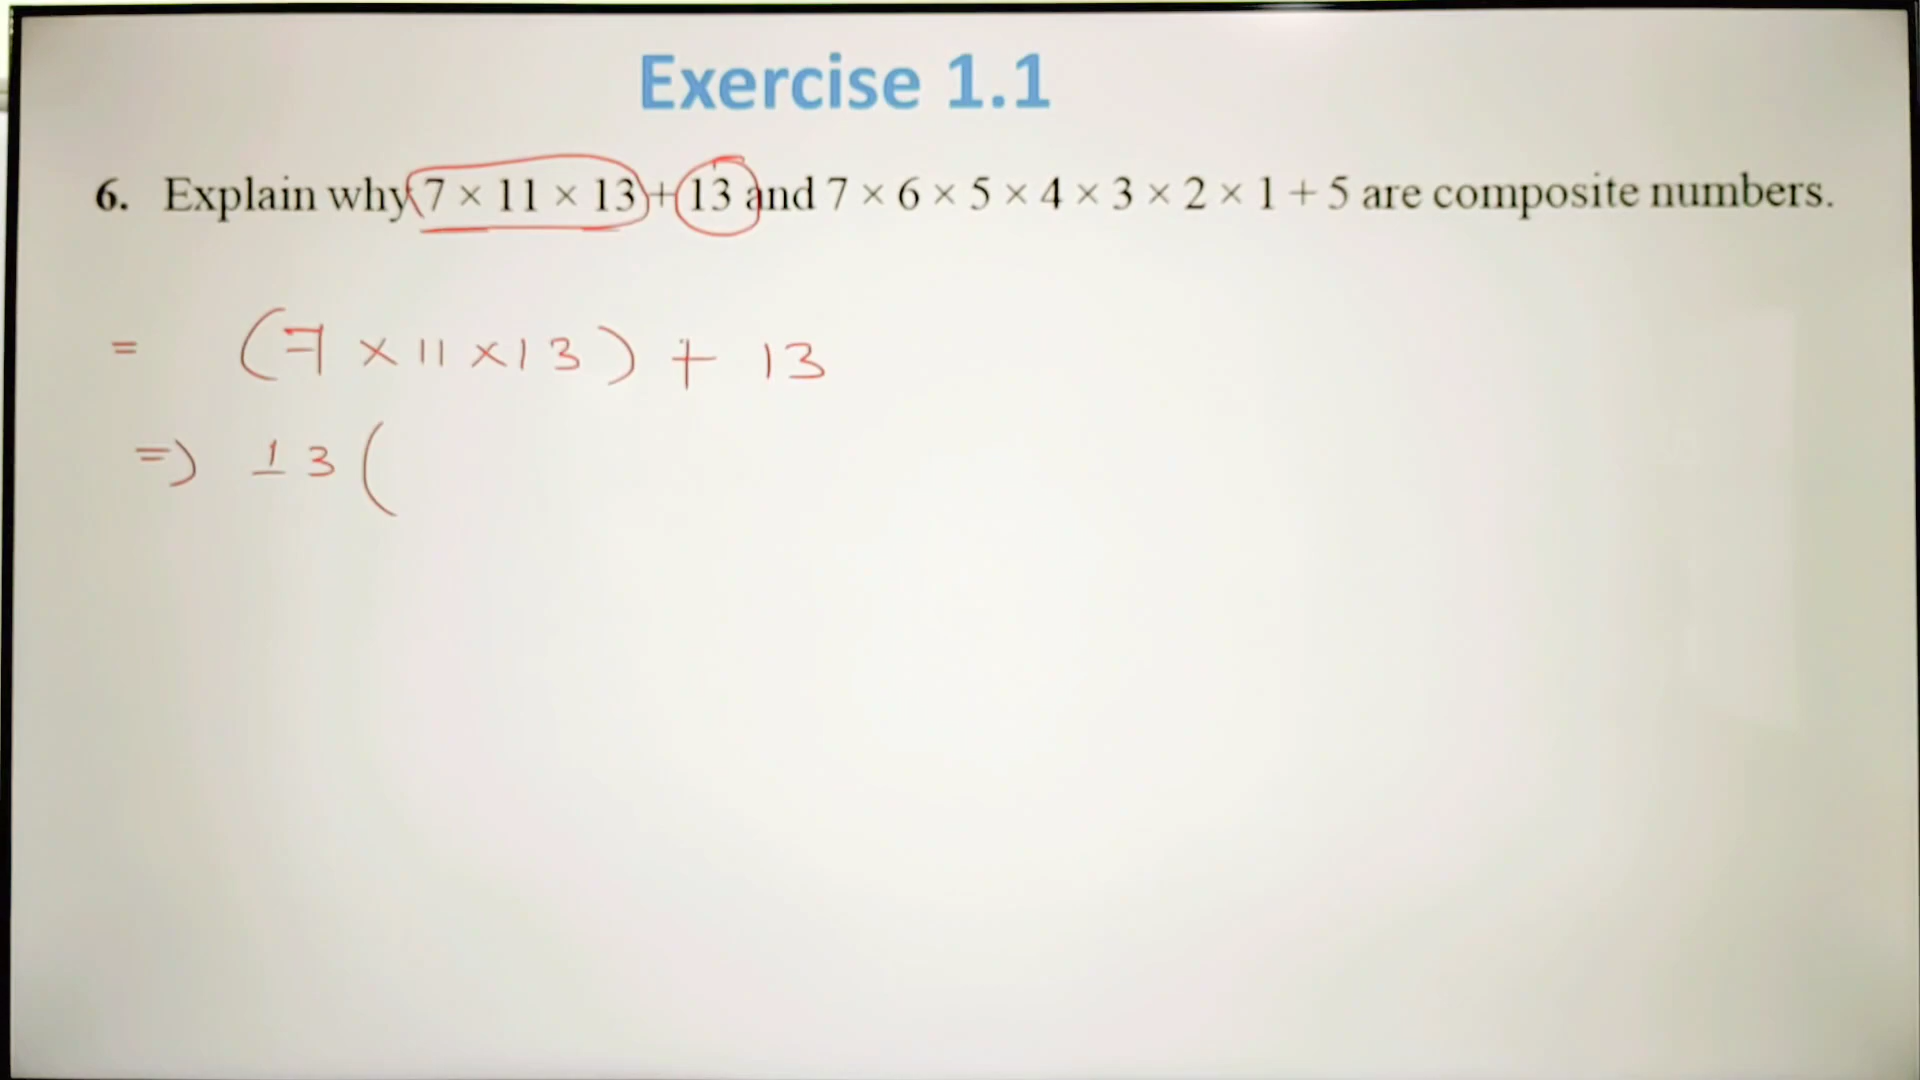 Exercise 1.1
6. Explain why 7 × 11 × 13 + 13 and 7 × 6 × 5 × 4 × 3 × 2 × 1 + 5 are composite numbers.
= (7 × 11 × 13) + 13
=> 13 (